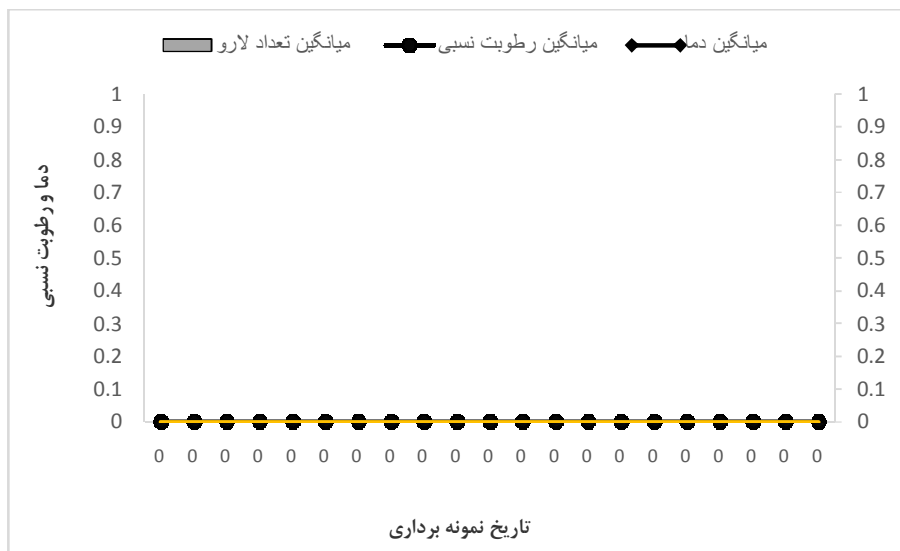 میانگین دما میانگین رطوبت نسبی میانگین تعداد لارو
1 1
0.9 0.9
0.8 0.8
0.7 0.7
0.6 0.6
0.5 0.5
0.4 0.4
0.3 0.3
0.2 0.2
0.1 0.1
0 0
دما و رطوبت نسبی
0 0 0 0 0 0 0 0 0 0 0 0 0 0 0 0 0 0 0 0 0
تاریخ نمونه برداری